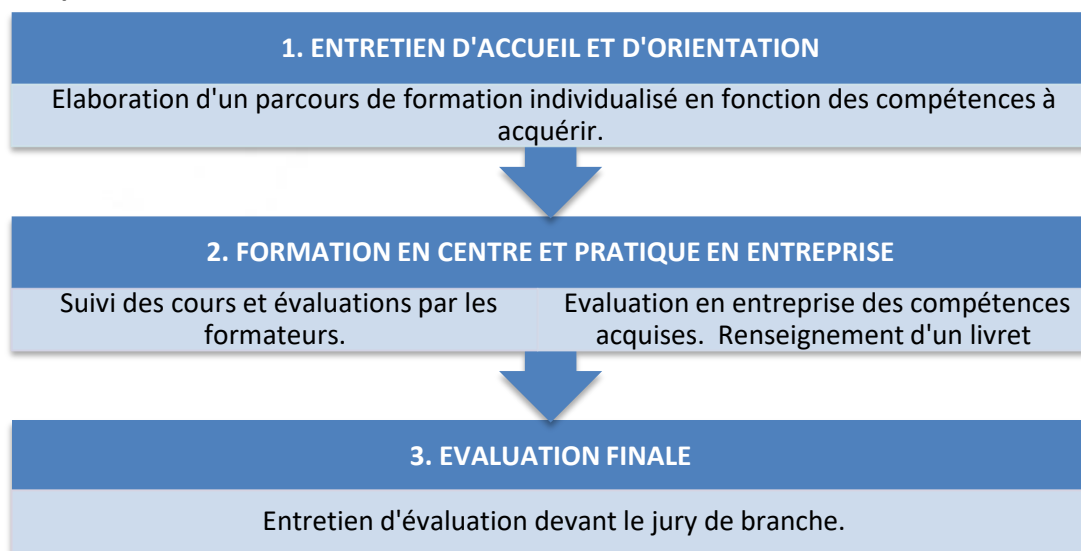 1. ENTRETIEN D'ACCUEIL ET D'ORIENTATION
Elaboration d'un parcours de formation individualisé en fonction des compétences à
acquérir.
2. FORMATION EN CENTRE ET PRATIQUE EN ENTREPRISE
Suivi des cours et évaluations par les
formateurs.
Evaluation en entreprise des compétences
acquises.  Renseignement d'un livret
3. EVALUATION FINALE
Entretien d'évaluation devant le jury de branche.